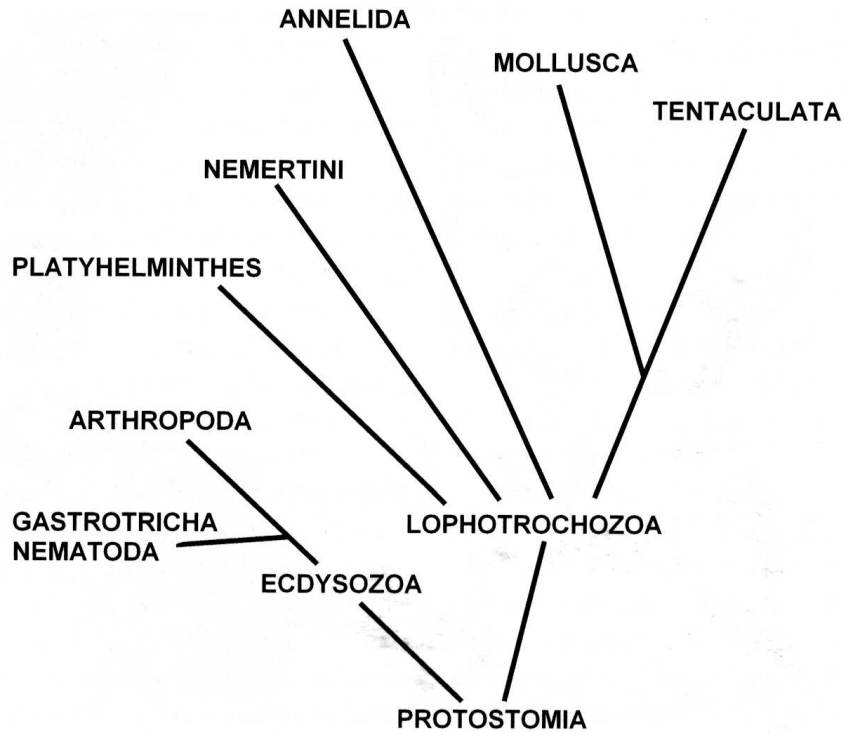 ANNELIDA
MOLLUSCA
TENTACULATA
NEMERTINI
PLATYHELMINTHES
ARTHROPODA
GASTROTRICHA
NEMATODA
LOPHOTROCHOZOA
ECDYSOZOA
PROTOSTOMIA